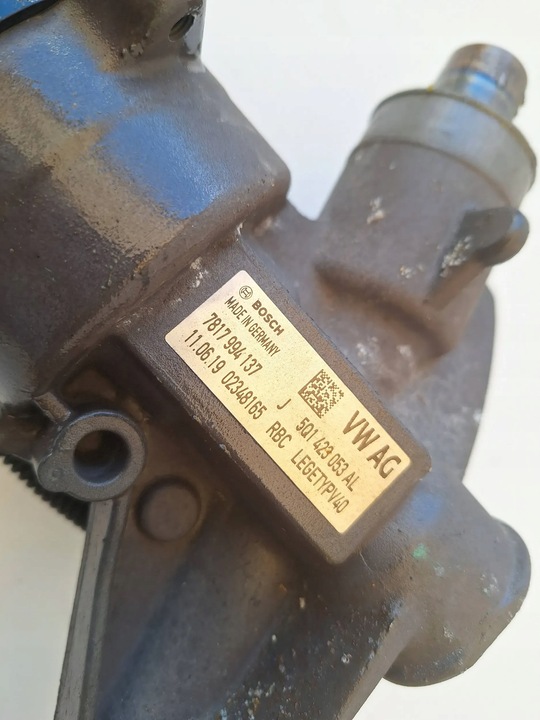 BOSCH
MADE IN GERMANY
7817 994 137
11.06.19 02348165
VW AG
J 5Q1 423 053 AL
RBC LEGETYPV40